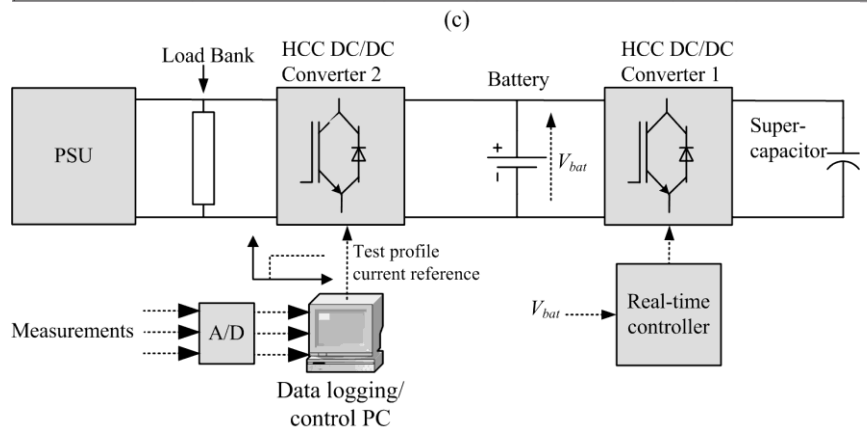 (c)
HCC DC/DC
Converter 2
HCC DC/DC
Converter 1
Load Bank
Battery
PSU
+
-
V_bat
Super-
capacitor
Test profile
current reference
Measurements
A/D
V_bat
Real-time
controller
Data logging/
control PC